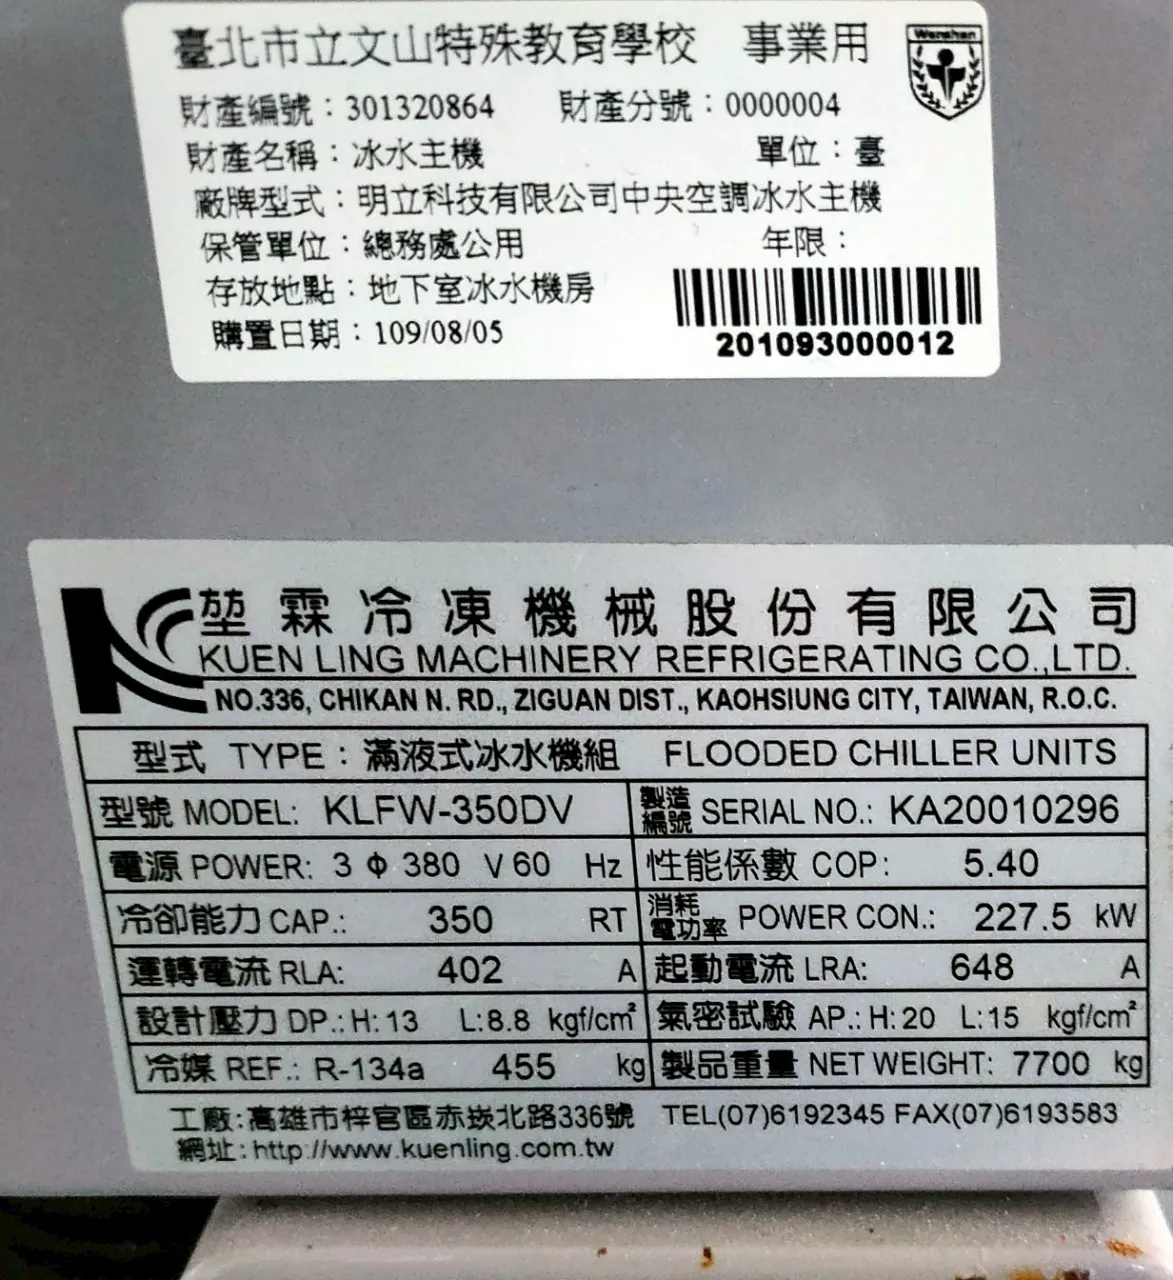 臺北市立文山特殊教育學校 事業用
Wenshan
財產編號：301320864 財產分號：0000004
財產名稱：冰水主機 單位：臺
廠牌型式：明立科技有限公司中央空調冰水主機
保管單位：總務處公用 年限：
存放地點：地下室冰水機房
購置日期：109/08/05
201093000012
堃霖冷凍機械股份有限公司
KUEN LING MACHINERY REFRIGERATING CO.,LTD.
NO.336, CHIKAN N. RD., ZIGUAN DIST., KAOHSIUNG CITY, TAIWAN, R.O.C.
型式 TYPE：滿液式冰水機組 FLOODED CHILLER UNITS
型號 MODEL: KLFW-350DV 製造編號 SERIAL NO.: KA20010296
電源 POWER: 3 Φ 380 V 60 Hz 性能係數 COP: 5.40
冷卻能力 CAP.: 350 RT 消耗電功率 POWER CON.: 227.5 kW
運轉電流 RLA: 402 A 起動電流 LRA: 648 A
設計壓力 DP.: H: 13 L: 8.8 kgf/cm² 氣密試驗 AP.: H: 20 L: 15 kgf/cm²
冷媒 REF.: R-134a 455 kg 製品重量 NET WEIGHT: 7700 kg
工廠:高雄市梓官區赤崁北路336號 TEL(07)6192345 FAX(07)6193583
網址:http://www.kuenling.com.tw